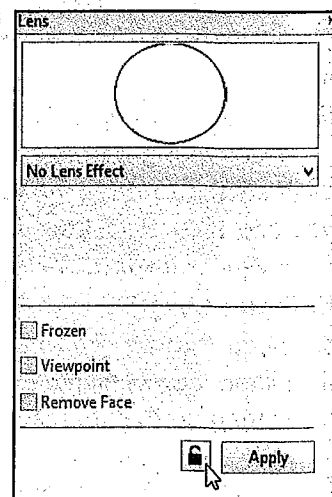 Lens
No Lens Effect
Frozen
Viewpoint
Remove Face
Apply